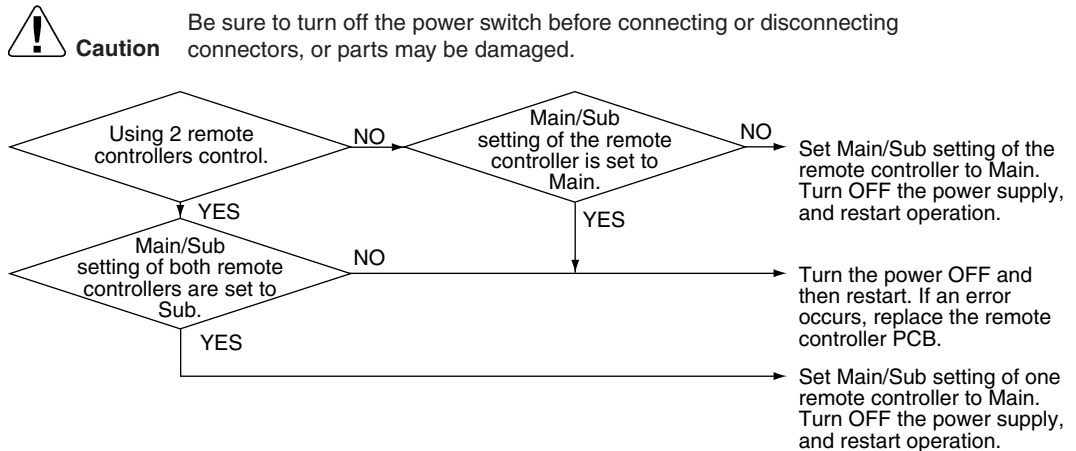 Be sure to turn off the power switch before connecting or disconnecting
Caution connectors, or parts may be damaged.
Using 2 remote
controllers control.
NO
Main/Sub
setting of the remote
controller is set to
Main.
NO
Set Main/Sub setting of the
remote controller to Main.
Turn OFF the power supply,
and restart operation.
YES
YES
Main/Sub
setting of both remote
controllers are set to
Sub.
NO
Turn the power OFF and
then restart. If an error
occurs, replace the remote
controller PCB.
YES
Set Main/Sub setting of one
remote controller to Main.
Turn OFF the power supply,
and restart operation.